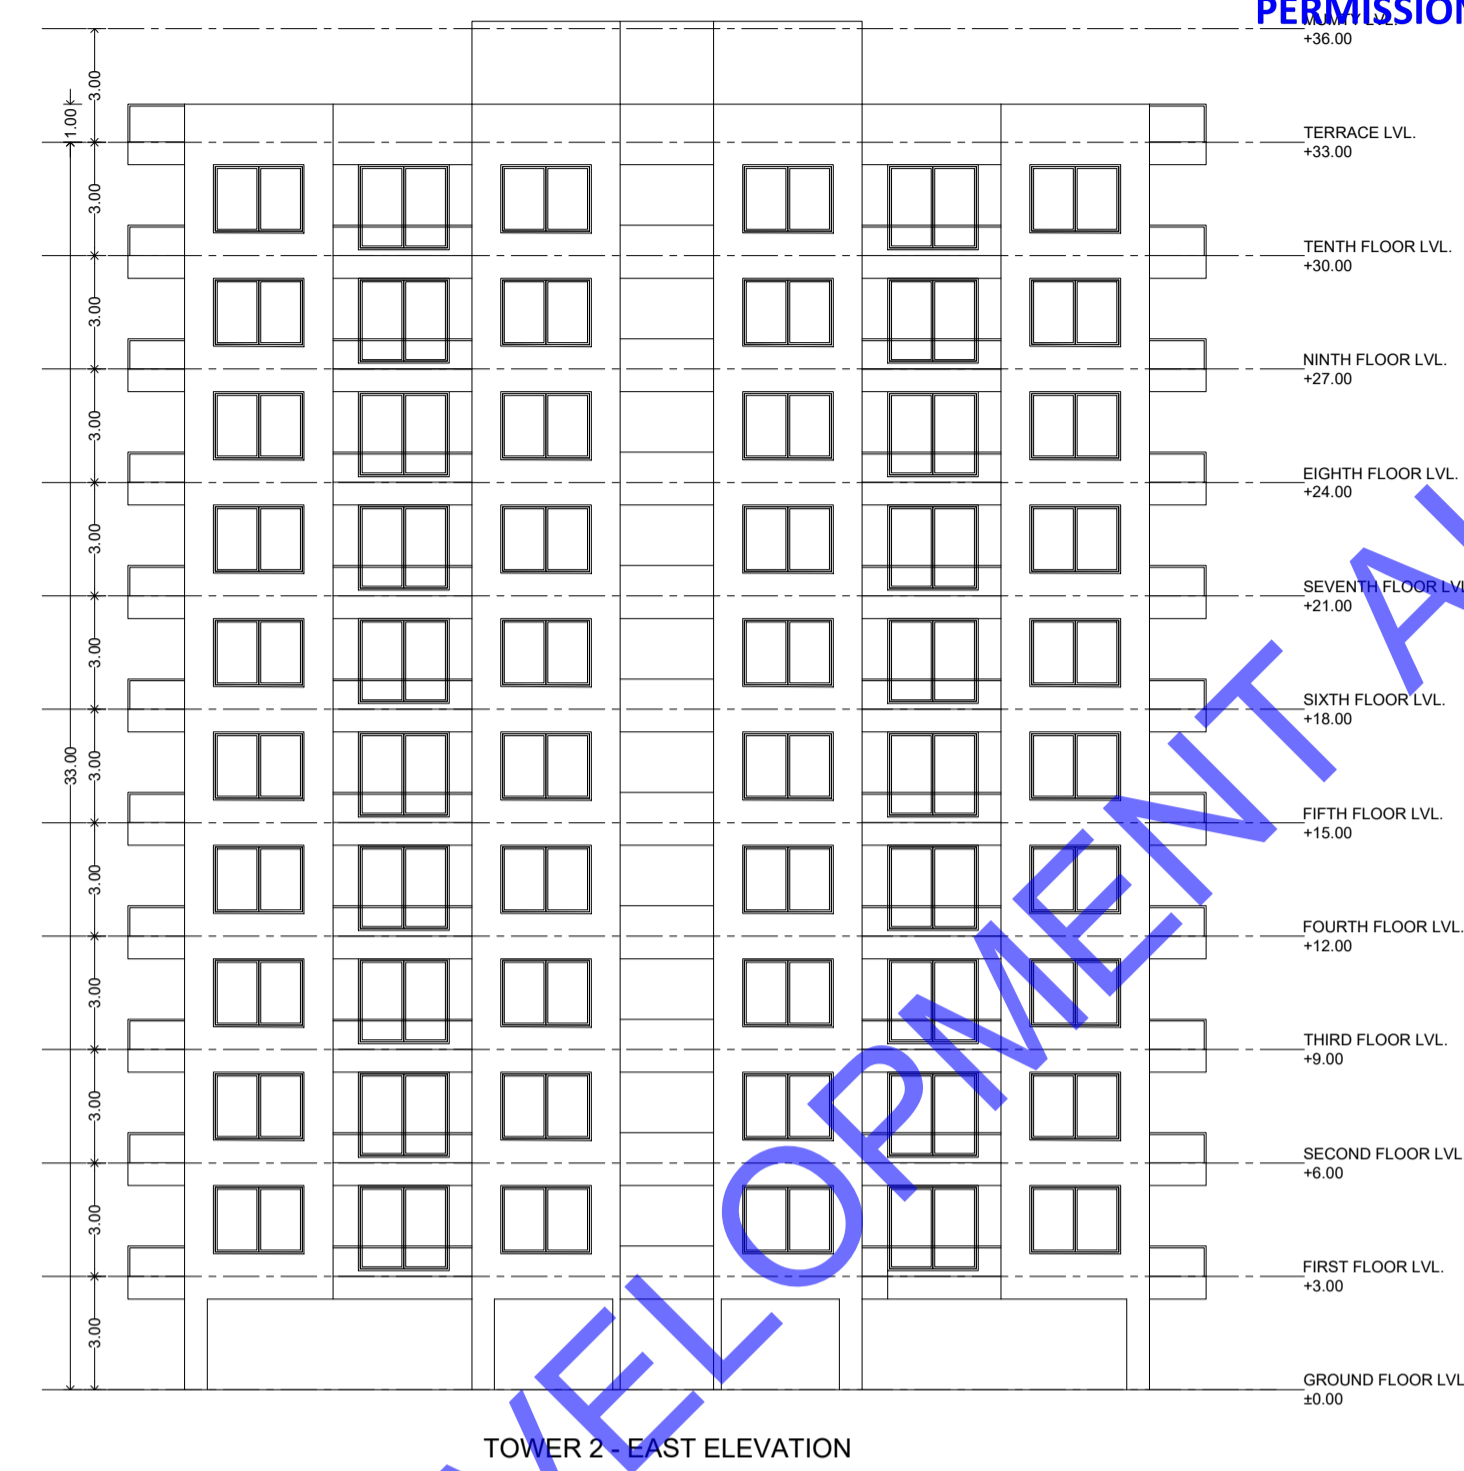 PERMISSION
MUMTY LVL.
+36.00
3.00
1.00
TERRACE LVL.
+33.00
3.00
TENTH FLOOR LVL.
+30.00
3.00
NINTH FLOOR LVL.
+27.00
3.00
EIGHTH FLOOR LVL.
+24.00
3.00
SEVENTH FLOOR LVL
+21.00
3.00
SIXTH FLOOR LVL.
+18.00
33.00
3.00
FIFTH FLOOR LVL.
+15.00
3.00
FOURTH FLOOR LVL.
+12.00
3.00
THIRD FLOOR LVL.
+9.00
3.00
SECOND FLOOR LVL
+6.00
3.00
FIRST FLOOR LVL.
+3.00
3.00
GROUND FLOOR LVL
±0.00
VELOPMENT A
TOWER 2 - EAST ELEVATION